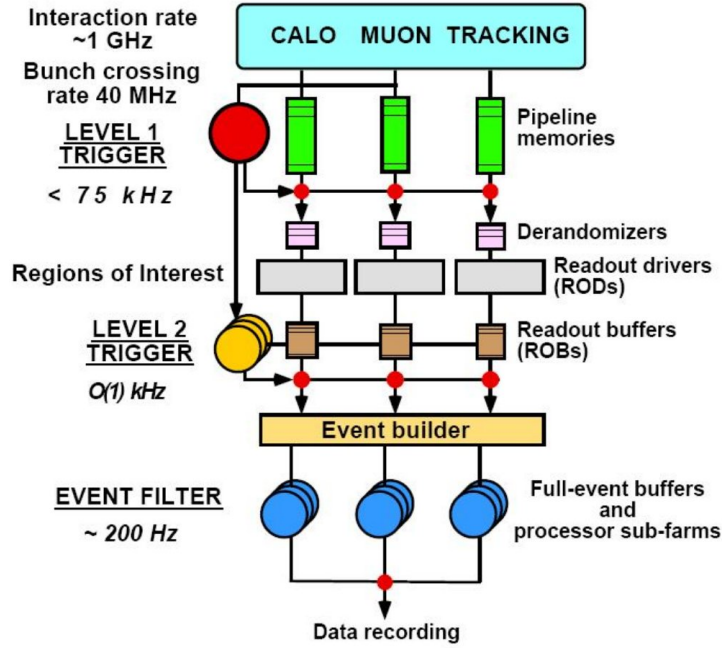 Interaction rate
~1 GHz
CALO MUON TRACKING
Bunch crossing
rate 40 MHz
LEVEL 1
TRIGGER
< 75 kHz
Pipeline
memories
Derandomizers
Regions of Interest
Readout drivers
(RODs)
LEVEL 2
TRIGGER
O(1) kHz
Readout buffers
(ROBs)
Event builder
EVENT FILTER
~ 200 Hz
Full-event buffers
and
processor sub-farms
Data recording